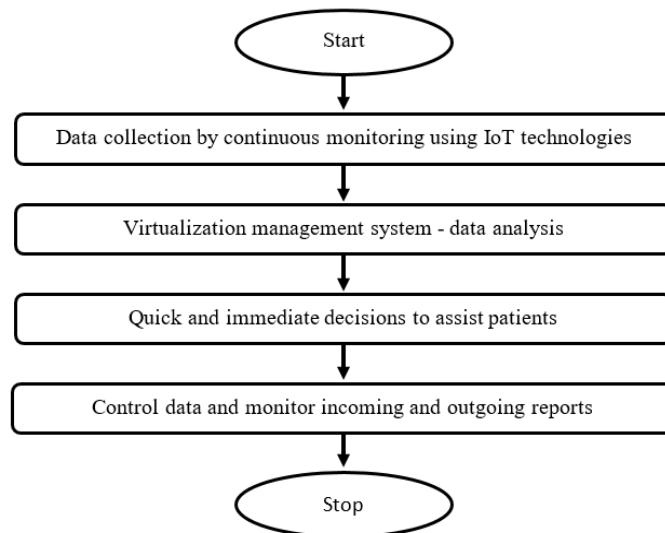 Start
Data collection by continuous monitoring using IoT technologies
Virtualization management system - data analysis
Quick and immediate decisions to assist patients
Control data and monitor incoming and outgoing reports
Stop